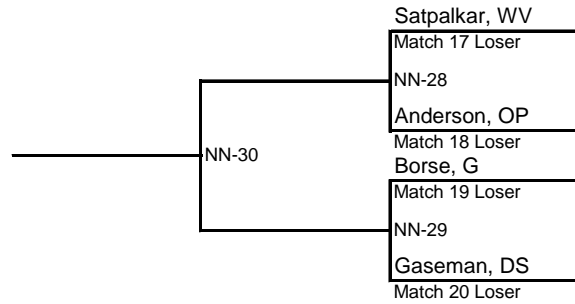 Satpalkar, WV
Match 17 Loser
NN-28
Anderson, OP
Match 18 Loser
NN-30
Borse, G
Match 19 Loser
NN-29
Gaseman, DS
Match 20 Loser